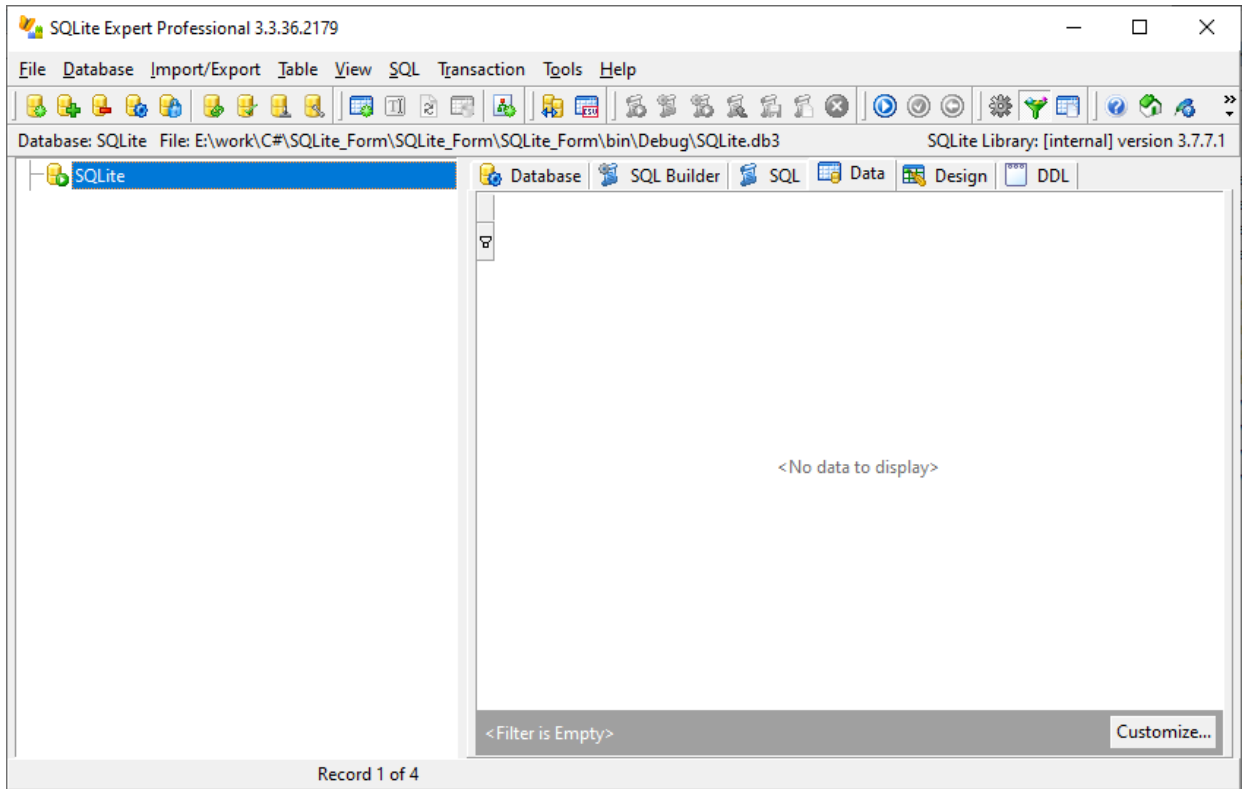 SQLite Expert Professional 3.3.36.2179
File Database Import/Export Table View SQL Transaction Tools Help
Database: SQLite File: E:\work\C#\SQLite_Form\SQLite_Form\SQLite_Form\bin\Debug\SQLite.db3 SQLite Library: [internal] version 3.7.7.1
SQLite
Database SQL Builder SQL Data Design DDL
<No data to display>
<Filter is Empty> Customize...
Record 1 of 4